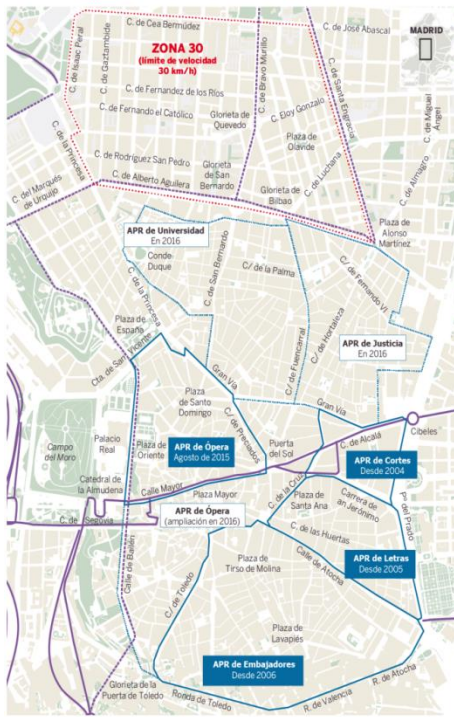 MADRID
C. de Cea Bermúdez
C. de José Abascal
ZONA 30
(límite de velocidad
30 km/h)
C. de Isaac Peral
C. de Gaztambide
C. de Bravo Murillo
C. de Santa Engracia
C. de Miguel
Ángel
C. de Fernandez de los Ríos
C. de Fernando el Católico
Glorieta de
Quevedo
C. Eloy Gonzalo
Plaza de
Olavide
C. de la Princesa
C. de Rodríguez San Pedro
Glorieta
de San
Bernardo
C. de Luchana
C. de Almagro
C. de Alberto Aguilera
C. del Marqués
de Urquijo
Glorieta de
Bilbao
Plaza de
Alonso
Martínez
APR de Universidad
En 2016
Conde
Duque
C. de San Bernardo
C/ de la Palma
C/ de Fernando VI
C. de la Princesa
C/ de Fuencarral
C/ de Hortaleza
APR de Justicia
En 2016
Plaza de
España
Cta. de San Vicente
Gran Vía
Gran Vía
Plaza
de Santo
Domingo
C/ de Preciados
Cibeles
Campo
del Moro
Palacio
Real
Plaza de
Oriente
APR de Ópera
Agosto de 2015
Puerta
del Sol
C. de Alcalá
APR de Cortes
Desde 2004
Catedral de
la Almudena
Calle Mayor
Plaza Mayor
C. de la Cruz
Plaza de
Santa Ana
Carrera de
an Jerónimo
Pº del Prado
C. de Segovia
APR de Ópera
(ampliación en 2016)
C. de las Huertas
Calle de Bailén
C/ de Toledo
Plaza de
Tirso de Molina
Calle de Atocha
APR de Letras
Desde 2005
Plaza de
Lavapiés
APR de Embajadores
Desde 2006
Glorieta de la
Puerta de Toledo
Ronda de Toledo
R. de Valencia
R. de Atocha